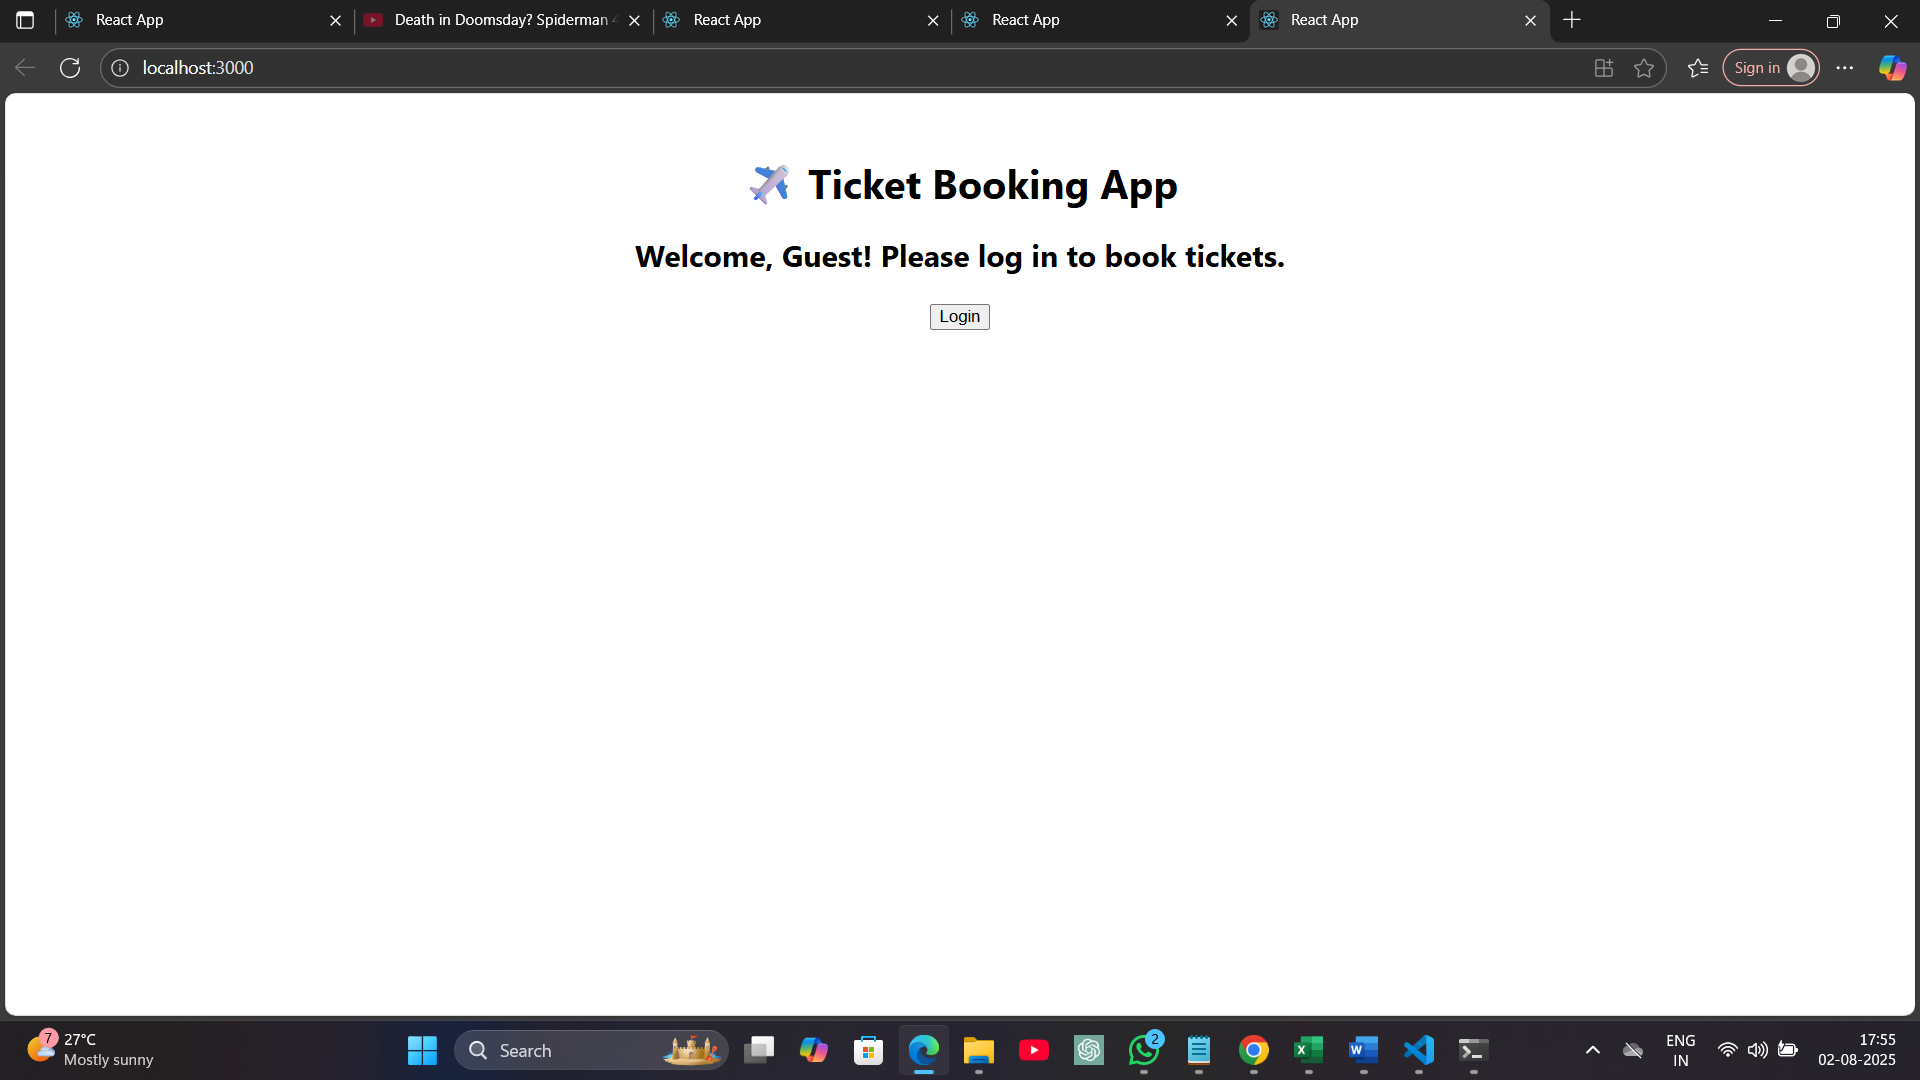 React App
Death in Doomsday? Spiderman
React App
React App
React App
localhost:3000
Sign in
✈️ Ticket Booking App
Welcome, Guest! Please log in to book tickets.
Login
7
27°C
Mostly sunny
Search
2
ENG
IN
17:55
02-08-2025